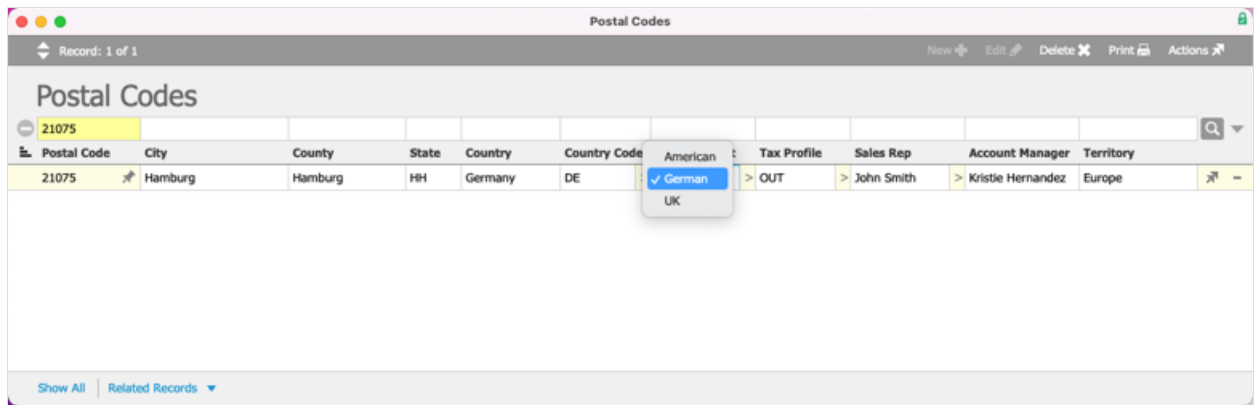 Postal Codes
Record: 1 of 1 New Edit Delete Print Actions
Postal Codes
21075
Postal Code City County State Country Country Code Tax Profile Sales Rep Account Manager Territory
American
21075 Hamburg Hamburg HH Germany DE > ✓ German > OUT > John Smith > Kristie Hernandez Europe
UK
Show All Related Records